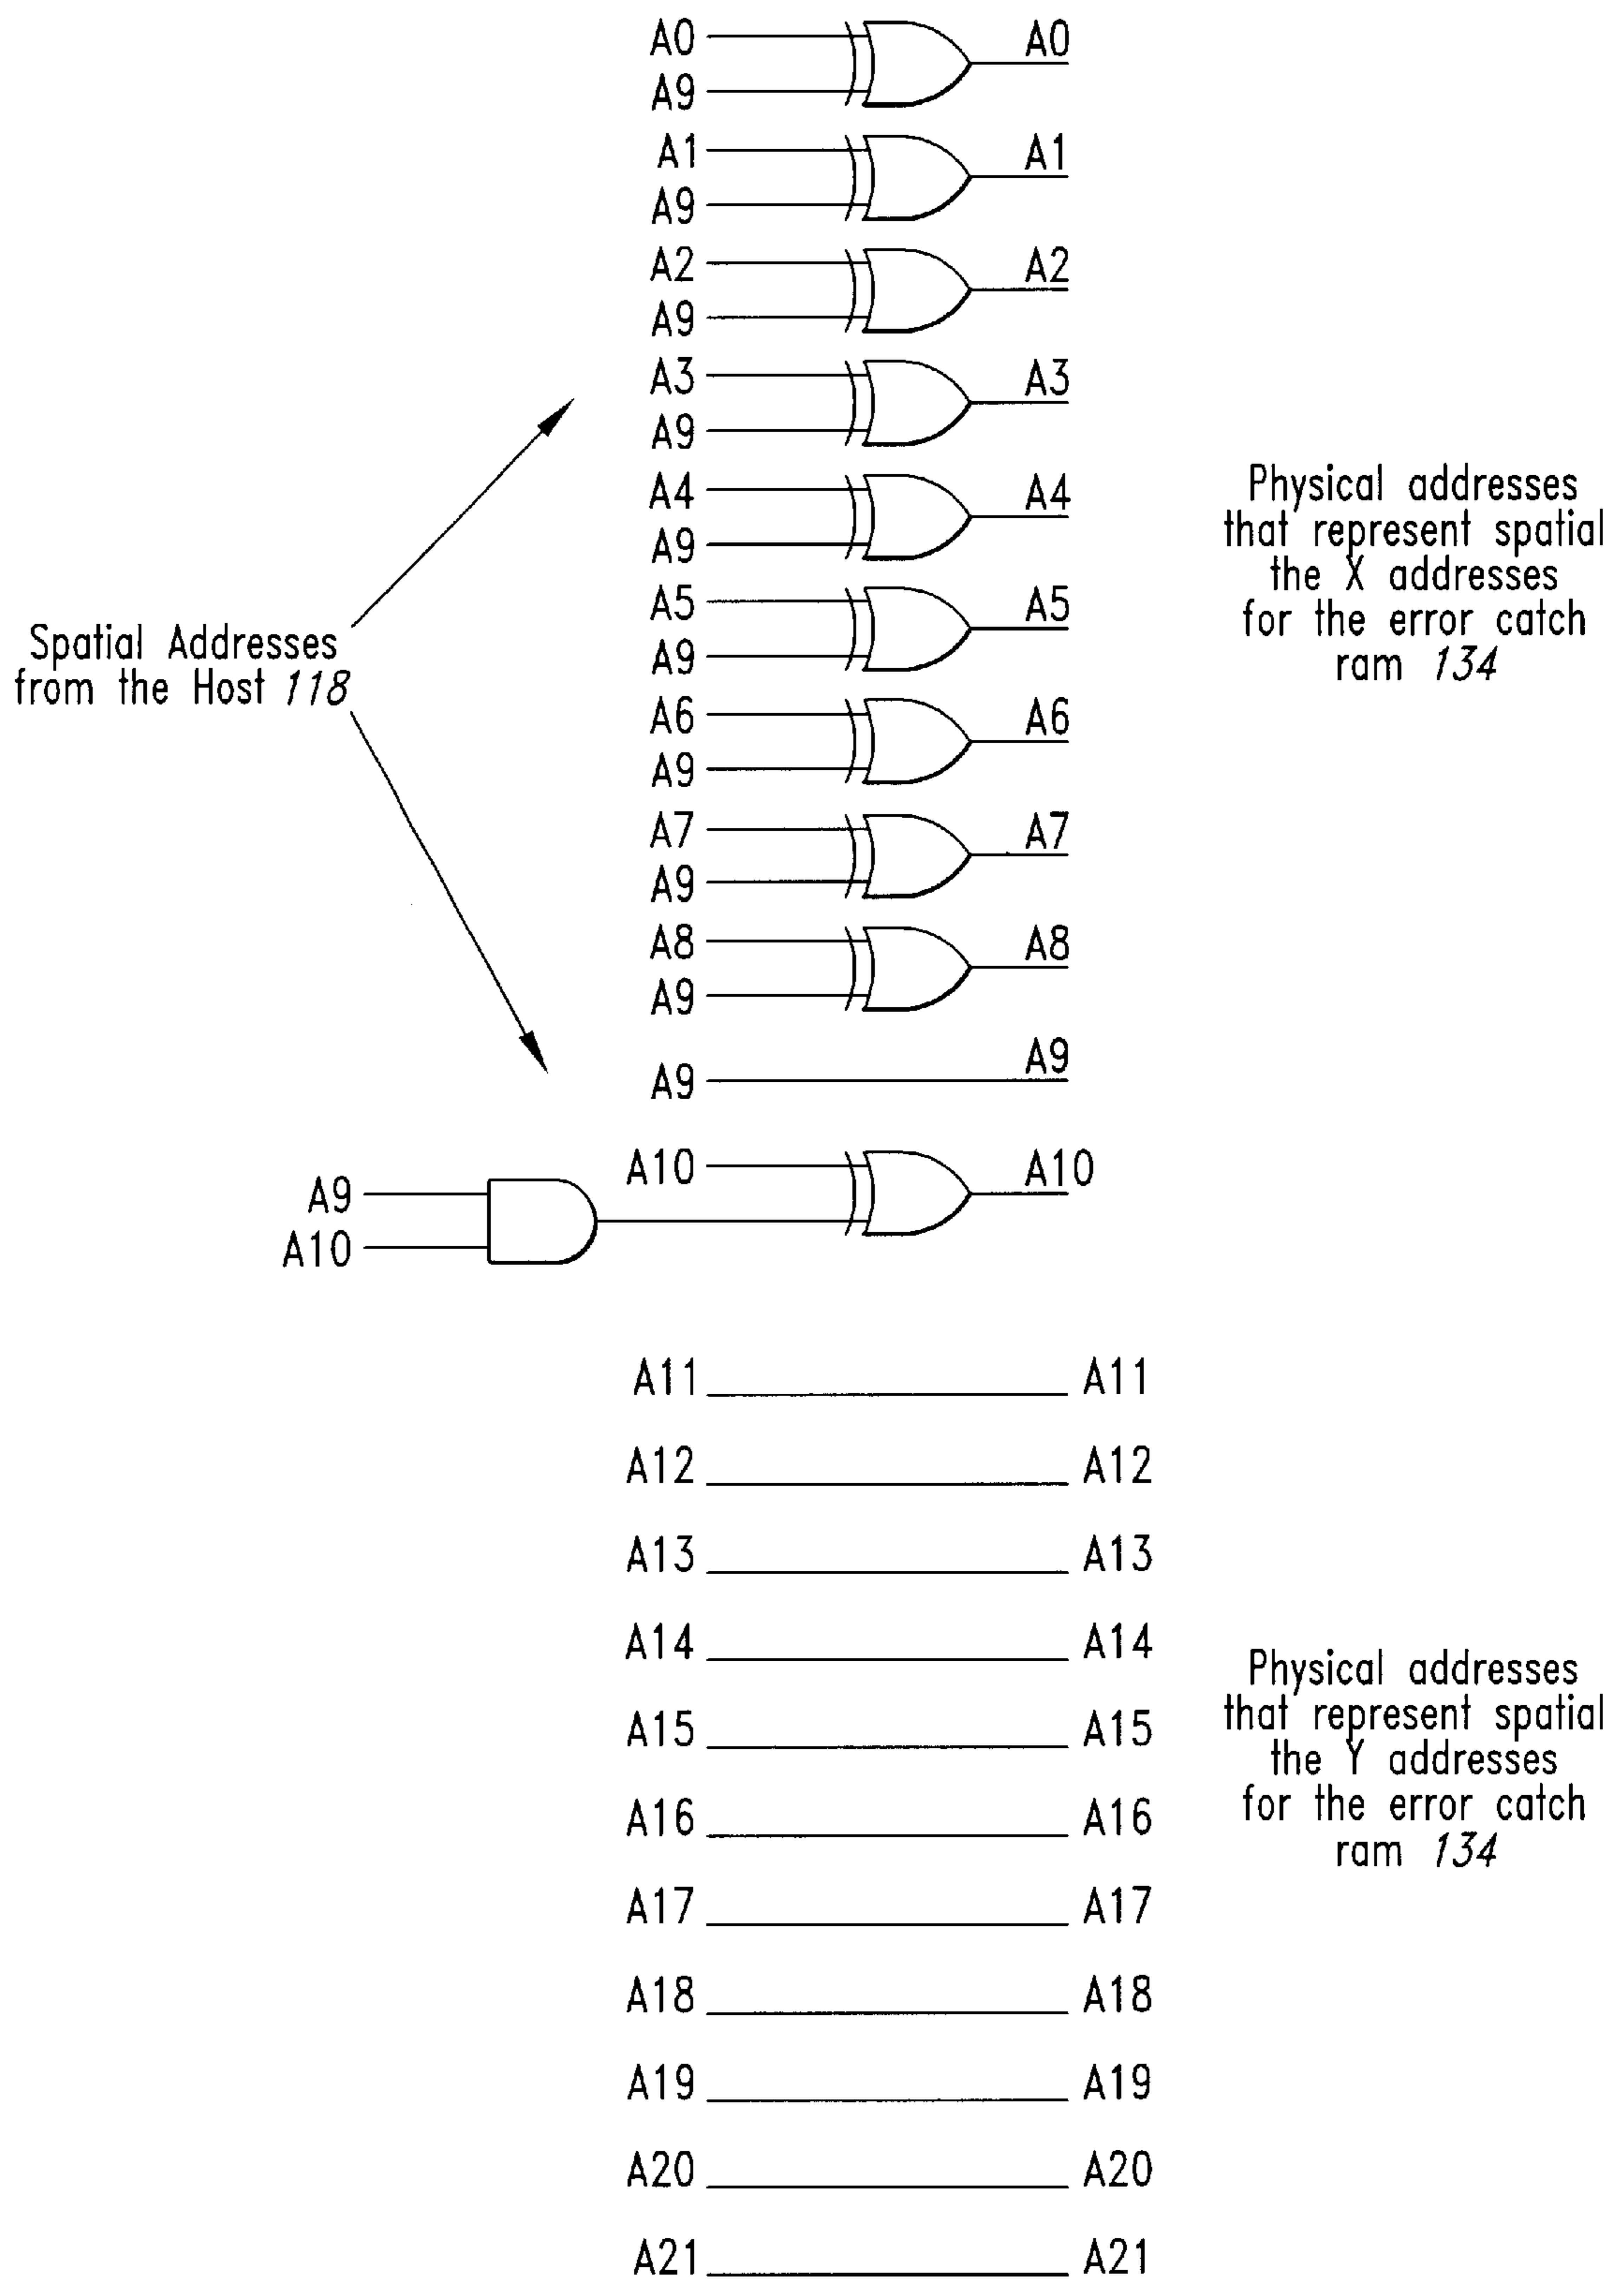 A0 A0
A9
A1 A1
A9
A2 A2
A9
A3 A3
A9
A4 A4
A9
A5 A5
A9
A6 A6
A9
A7 A7
A9
A8 A8
A9
A9 A9
A10 A10
A9
A10
Spatial Addresses
from the Host 118
Physical addresses
that represent spatial
the X addresses
for the error catch
ram 134
A11 A11
A12 A12
A13 A13
A14 A14
A15 A15
A16 A16
A17 A17
A18 A18
A19 A19
A20 A20
A21 A21
Physical addresses
that represent spatial
the Y addresses
for the error catch
ram 134